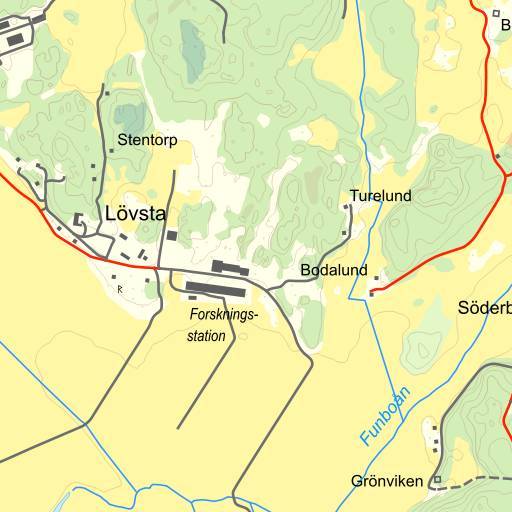 B
Stentorp
Turelund
Lövsta
Bodalund
Söderb
Forsknings-
station
Funboån
Grönviken
R